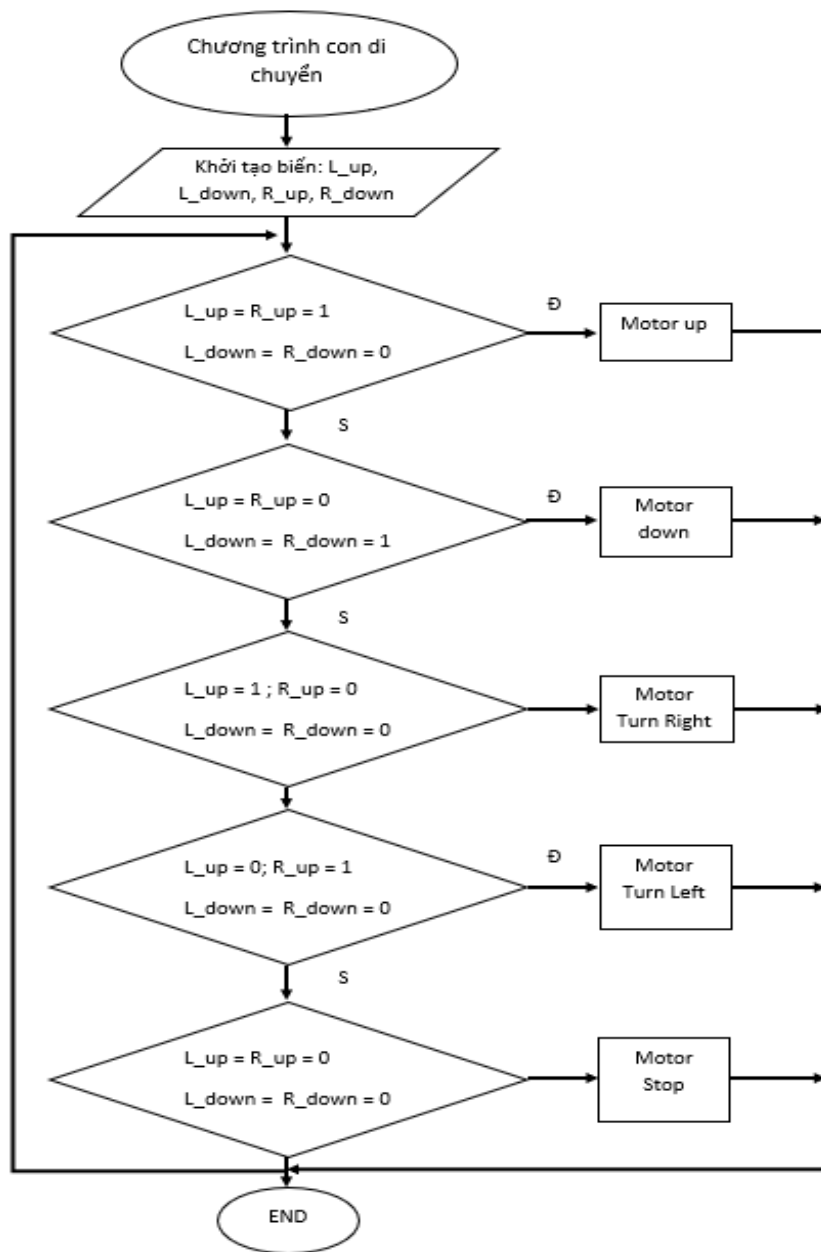 Chương trình con di
chuyển
Khởi tạo biến: L_up,
L_down, R_up, R_down
L_up = R_up = 1
L_down = R_down = 0
Đ
Motor up
S
L_up = R_up = 0
L_down = R_down = 1
Đ
Motor
down
S
L_up = 1 ; R_up = 0
L_down = R_down = 0
Motor
Turn Right
L_up = 0; R_up = 1
L_down = R_down = 0
Đ
Motor
Turn Left
S
L_up = R_up = 0
L_down = R_down = 0
Motor
Stop
END